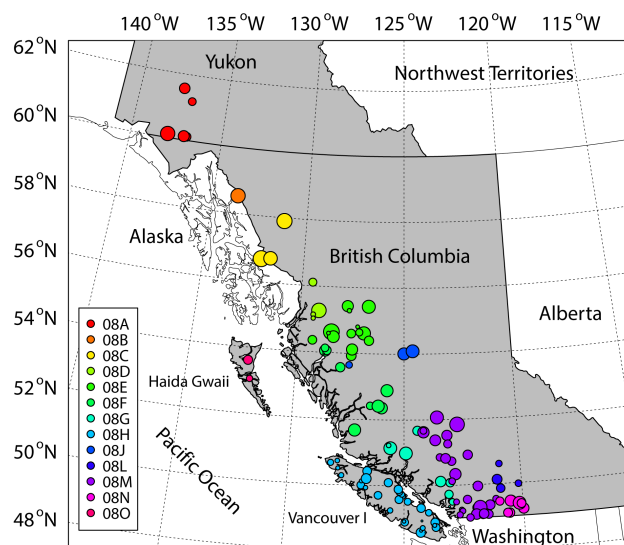 140°W 135°W 130°W 125°W 120°W 115°W
62°N
Yukon
Northwest Territories
60°N
58°N
Alaska
British Columbia
56°N
Alberta
54°N
08A
08B
08C
08D
08E
08F
08G
08H
08J
08L
08M
08N
08O
Haida Gwaii
52°N
Pacific Ocean
50°N
Vancouver I
48°N
Washington